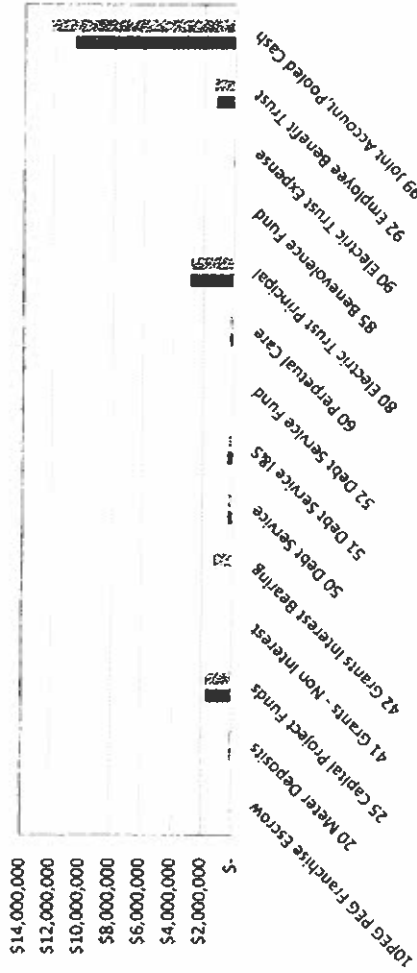 $14,000,000
$12,000,000
$10,000,000
$8,000,000
$6,000,000
$4,000,000
$2,000,000
$-
10PEG PEG Franchise Escrow
20 Meter Deposits
25 Capital Project Funds
41 Grants - Non Interest
42 Grants Interest Bearing
50 Debt Service
51 Debt Service I&S
52 Debt Service Fund
60 Perpetual Care
80 Electric Trust Principal
85 Benevolence Fund
90 Electric Trust Expense
92 Employee Benefit Trust
99 Joint Account, Pooled Cash